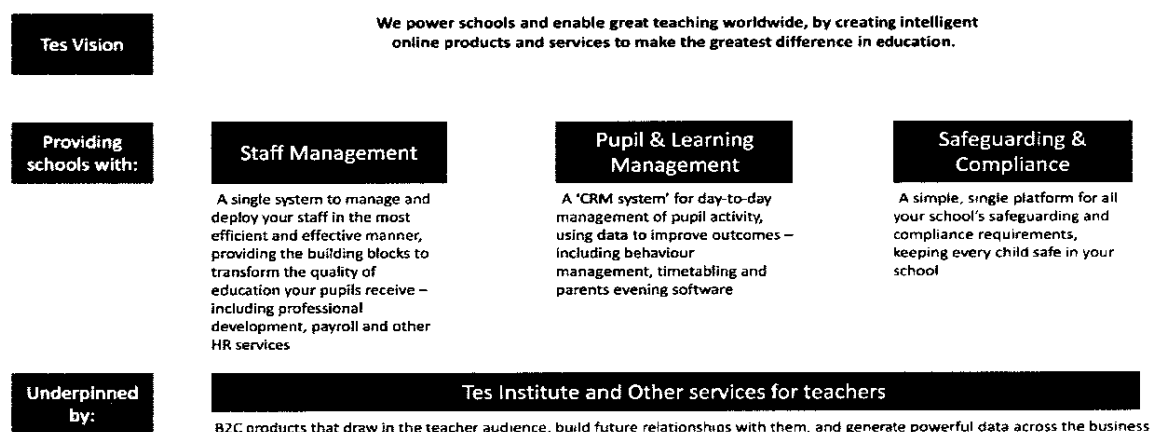 Tes Vision
We power schools and enable great teaching worldwide, by creating intelligent
online products and services to make the greatest difference in education.
Providing
schools with:
Staff Management
A single system to manage and
deploy your staff in the most
efficient and effective manner,
providing the building blocks to
transform the quality of
education your pupils receive –
including professional
development, payroll and other
HR services
Pupil & Learning
Management
A 'CRM system' for day-to-day
management of pupil activity,
using data to improve outcomes –
including behaviour
management, timetabling and
parents evening software
Safeguarding &
Compliance
A simple, single platform for all
your school's safeguarding and
compliance requirements,
keeping every child safe in your
school
Underpinned
by:
Tes Institute and Other services for teachers
B2C products that draw in the teacher audience, build future relationships with them, and generate powerful data across the business